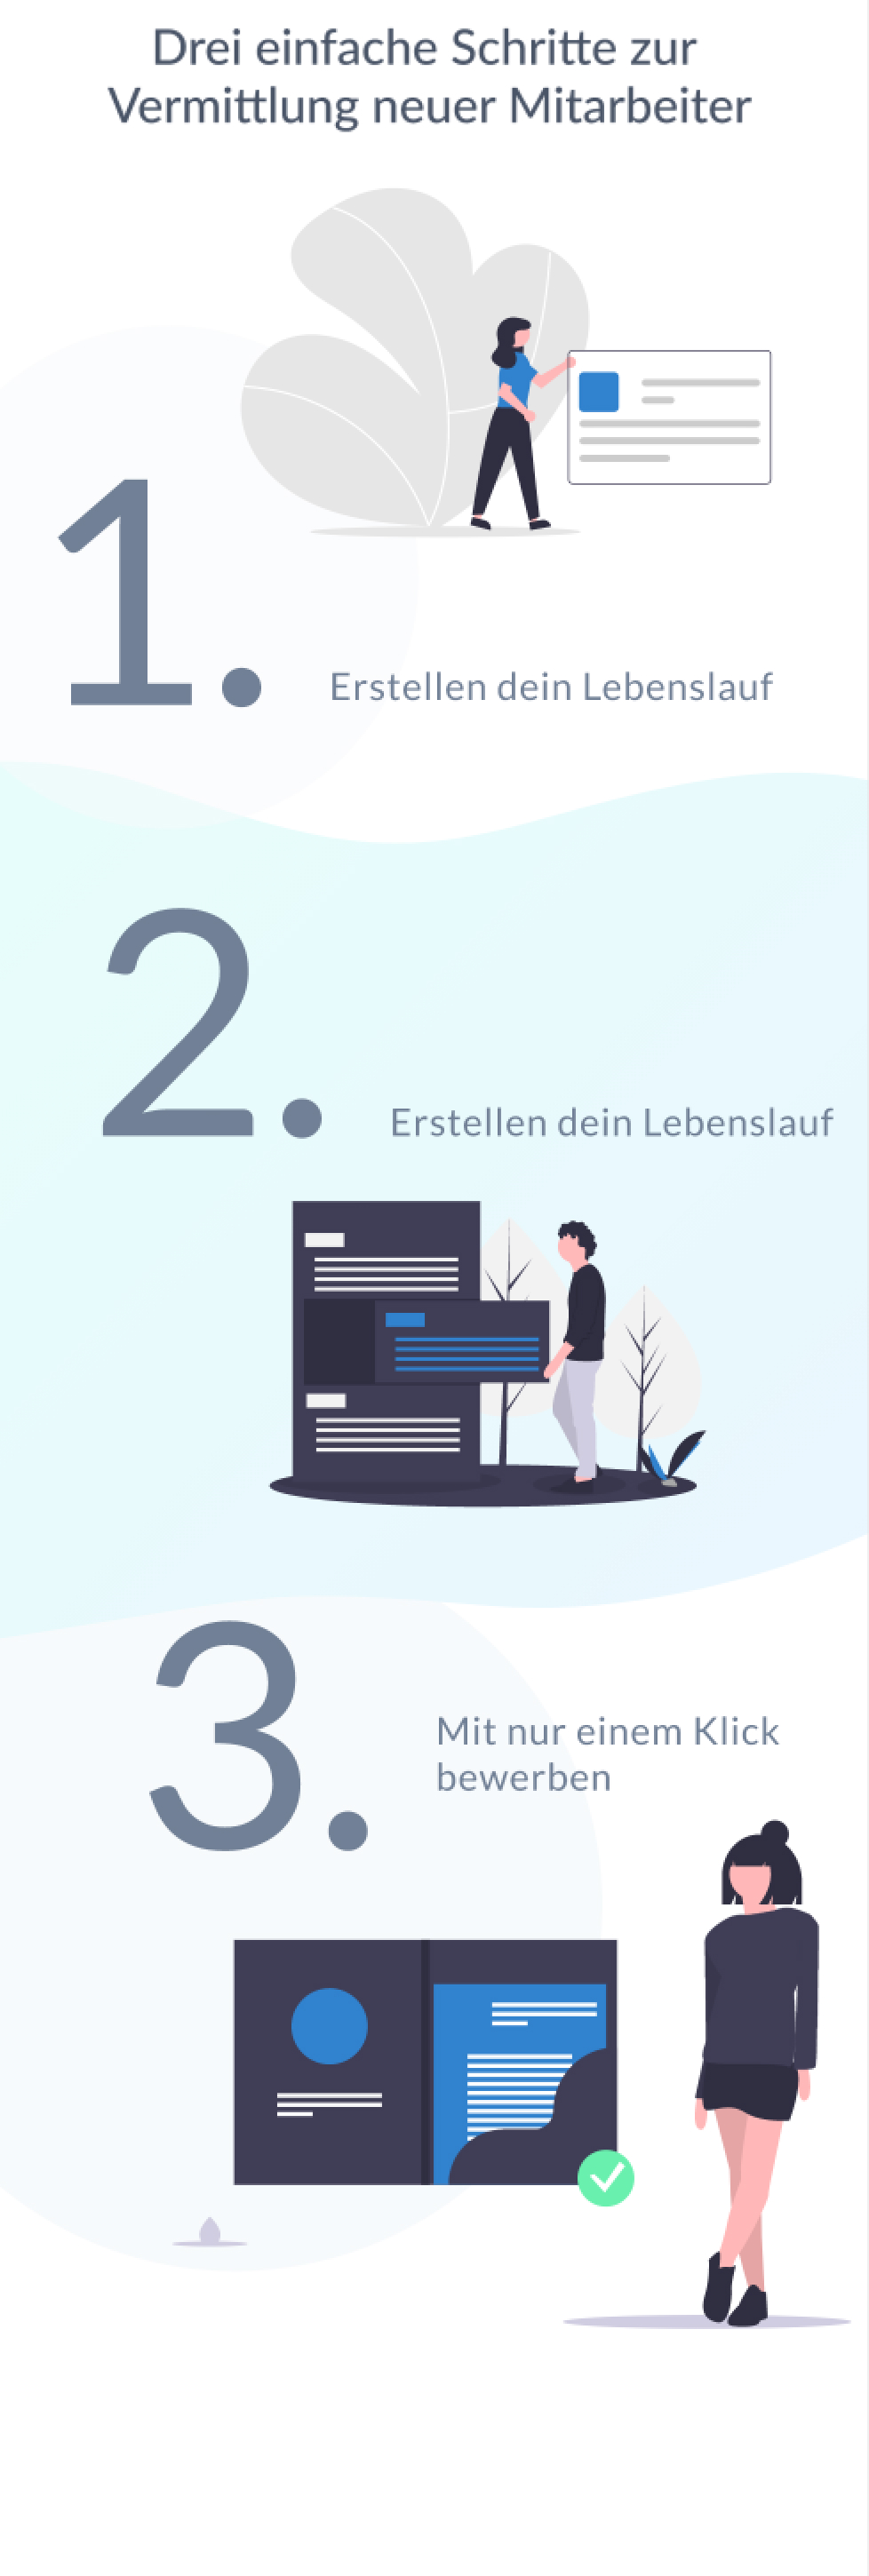 Drei einfache Schritte zur
Vermittlung neuer Mitarbeiter
1. Erstellen dein Lebenslauf
2. Erstellen dein Lebenslauf
3. Mit nur einem Klick
bewerben